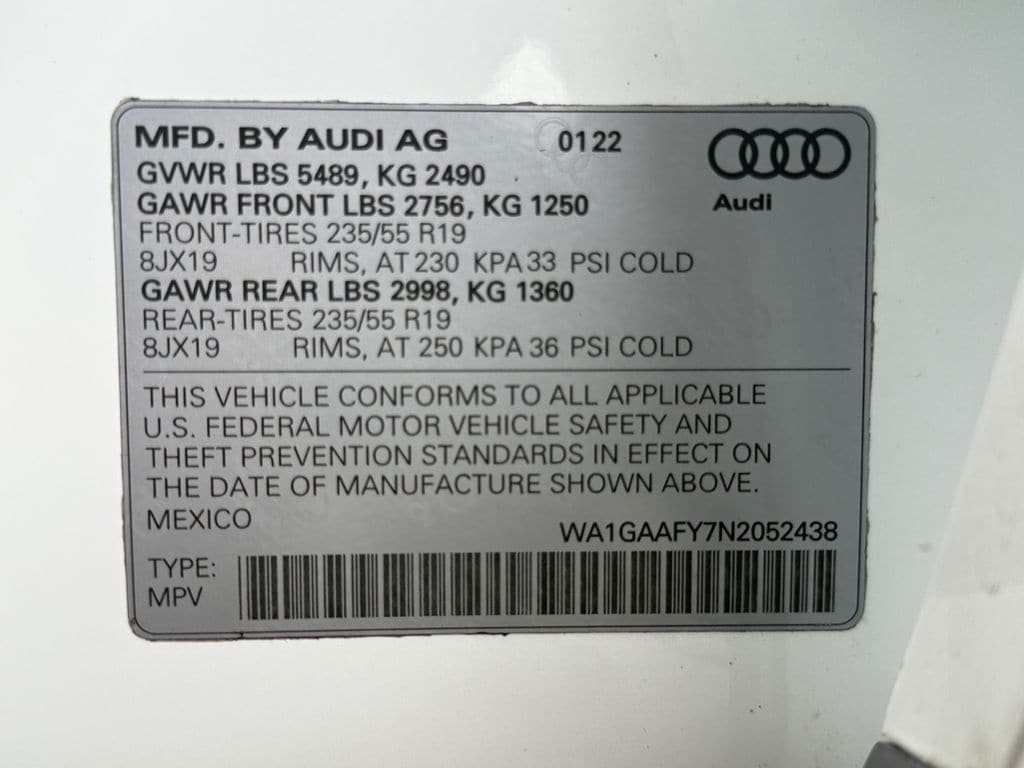 MFD. BY AUDI AG 0122
Audi
GVWR LBS 5489, KG 2490
GAWR FRONT LBS 2756, KG 1250
FRONT-TIRES 235/55 R19
8JX19 RIMS, AT 230 KPA 33 PSI COLD
GAWR REAR LBS 2998, KG 1360
REAR-TIRES 235/55 R19
8JX19 RIMS, AT 250 KPA 36 PSI COLD
THIS VEHICLE CONFORMS TO ALL APPLICABLE
U.S. FEDERAL MOTOR VEHICLE SAFETY AND
THEFT PREVENTION STANDARDS IN EFFECT ON
THE DATE OF MANUFACTURE SHOWN ABOVE.
MEXICO
WA1GAAFY7N2052438
TYPE:
MPV